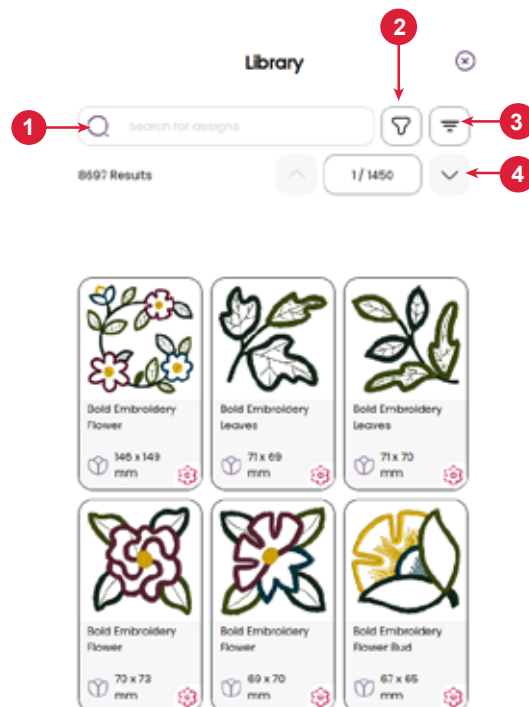 2
Library
1
Search for designs
3
8697 Results
1 / 1450
4
Bold Embroidery
Flower
146 x 149
mm
Bold Embroidery
Leaves
71 x 69
mm
Bold Embroidery
Leaves
71 x 70
mm
Bold Embroidery
Flower
70 x 73
mm
Bold Embroidery
Flower
69 x 70
mm
Bold Embroidery
Flower Bud
67 x 65
mm